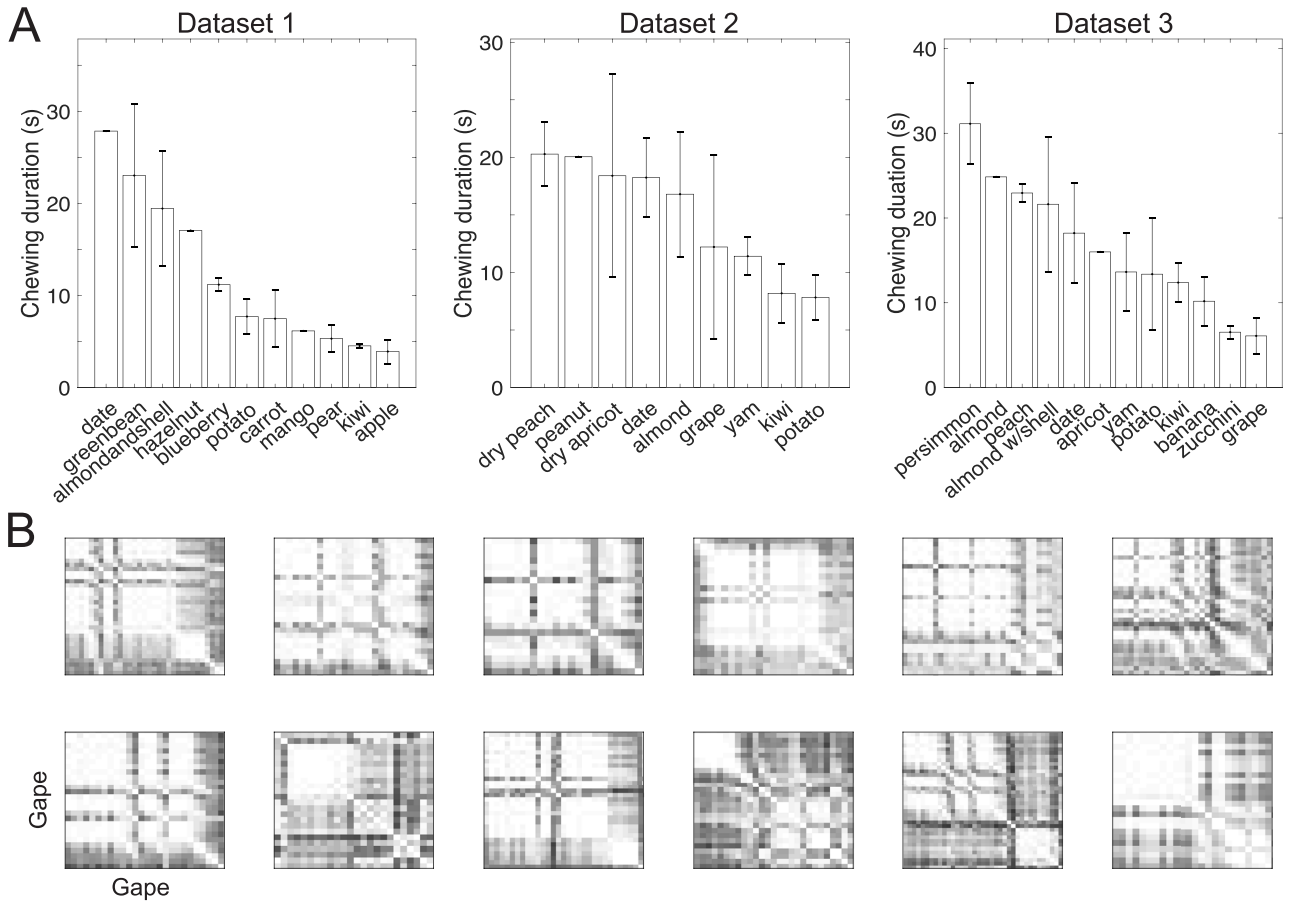 A
Dataset 1
Dataset 2
Dataset 3
Chewing duration (s)
30
20
10
0
date
greenbean
almondandshell
hazelnut
blueberry
potato
carrot
mango
pear
kiwi
apple
Chewing duration (s)
30
20
10
0
dry peach
peanut
dry apricot
date
almond
grape
yam
kiwi
potato
Chewing duation (s)
40
30
20
10
0
persimmon
almond
peach
almond w/shell
date
apricot
yam
potato
kiwi
banana
zucchini
grape
B
Gape
Gape